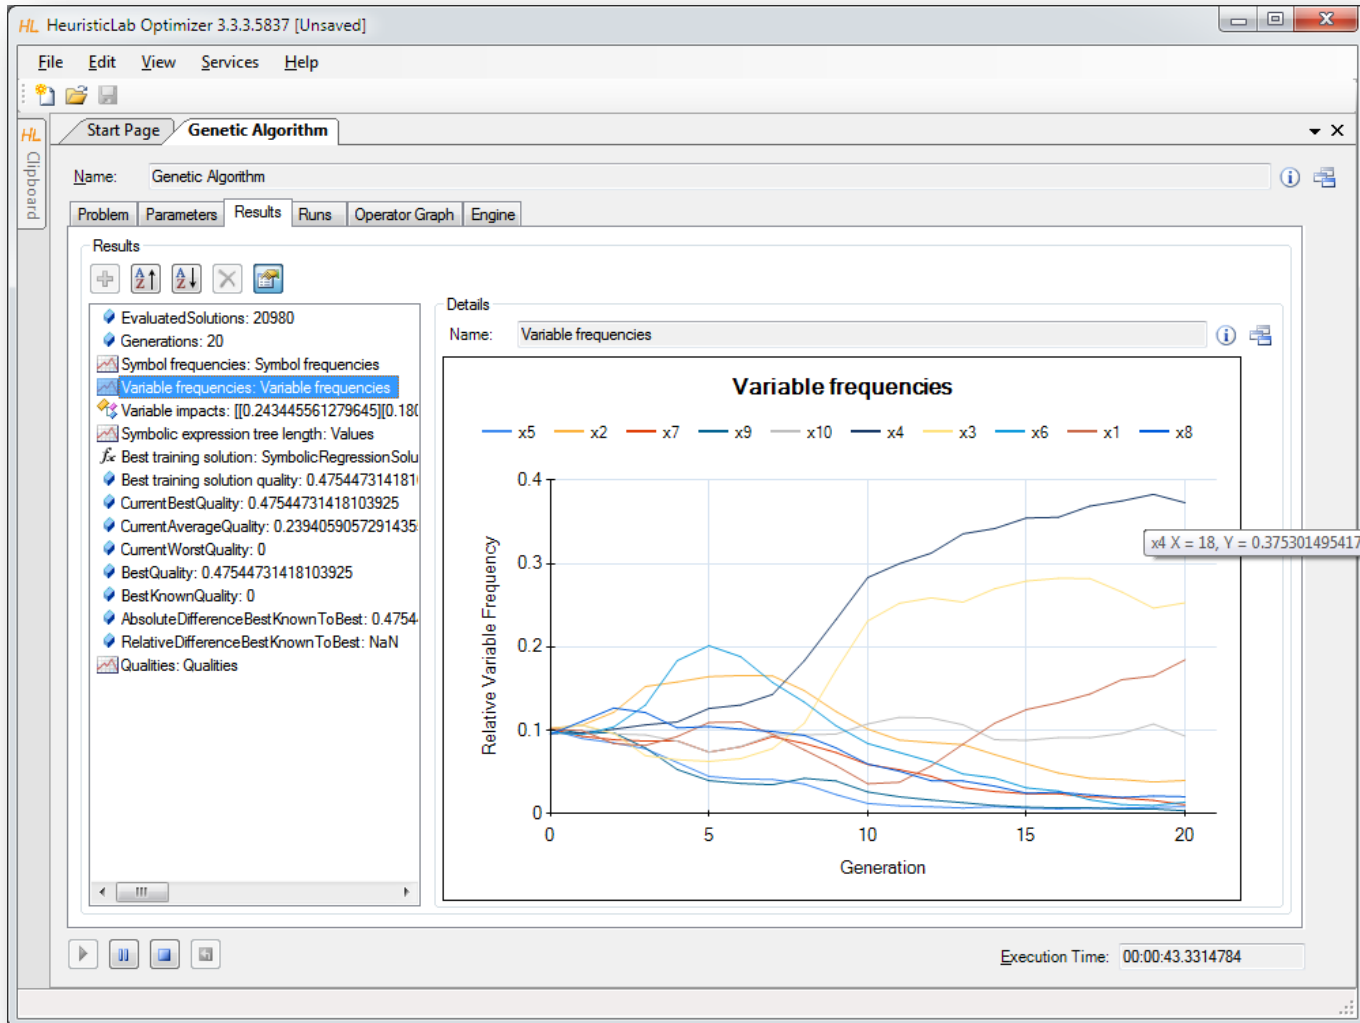 HL HeuristicLab Optimizer 3.3.3.5837 [Unsaved]
File Edit View Services Help
HL Clipboard
Start Page Genetic Algorithm
Name: Genetic Algorithm
Problem Parameters Results Runs Operator Graph Engine
Results
EvaluatedSolutions: 20980
Generations: 20
Symbol frequencies: Symbol frequencies
Variable frequencies: Variable frequencies
Variable impacts: [[0.243445561279645][0.180
Symbolic expression tree length: Values
Best training solution: SymbolicRegressionSolu
Best training solution quality: 0.4754473141810
CurrentBestQuality: 0.47544731418103925
CurrentAverageQuality: 0.2394059057291435
CurrentWorstQuality: 0
BestQuality: 0.47544731418103925
BestKnownQuality: 0
AbsoluteDifferenceBestKnownToBest: 0.4754
RelativeDifferenceBestKnownToBest: NaN
Qualities: Qualities
Details
Name: Variable frequencies
Variable frequencies
x5 x2 x7 x9 x10 x4 x3 x6 x1 x8
Relative Variable Frequency
0.4
0.3
0.2
0.1
0
x4 X = 18, Y = 0.375301495417
0 5 10 15 20
Generation
Execution Time: 00:00:43.3314784